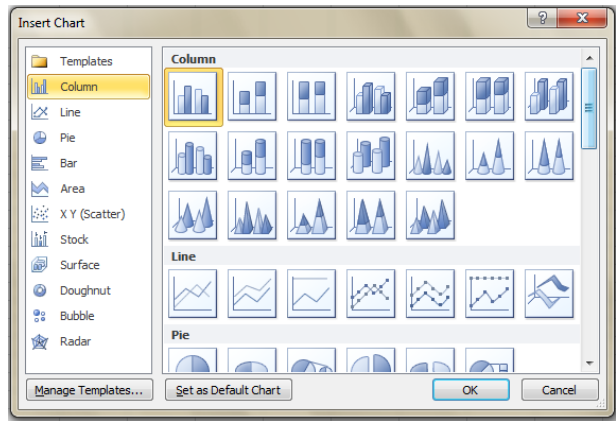 Insert Chart
Templates
Column
Line
Pie
Bar
Area
X Y (Scatter)
Stock
Surface
Doughnut
Bubble
Radar
Column
Line
Pie
Manage Templates...
Set as Default Chart
OK
Cancel